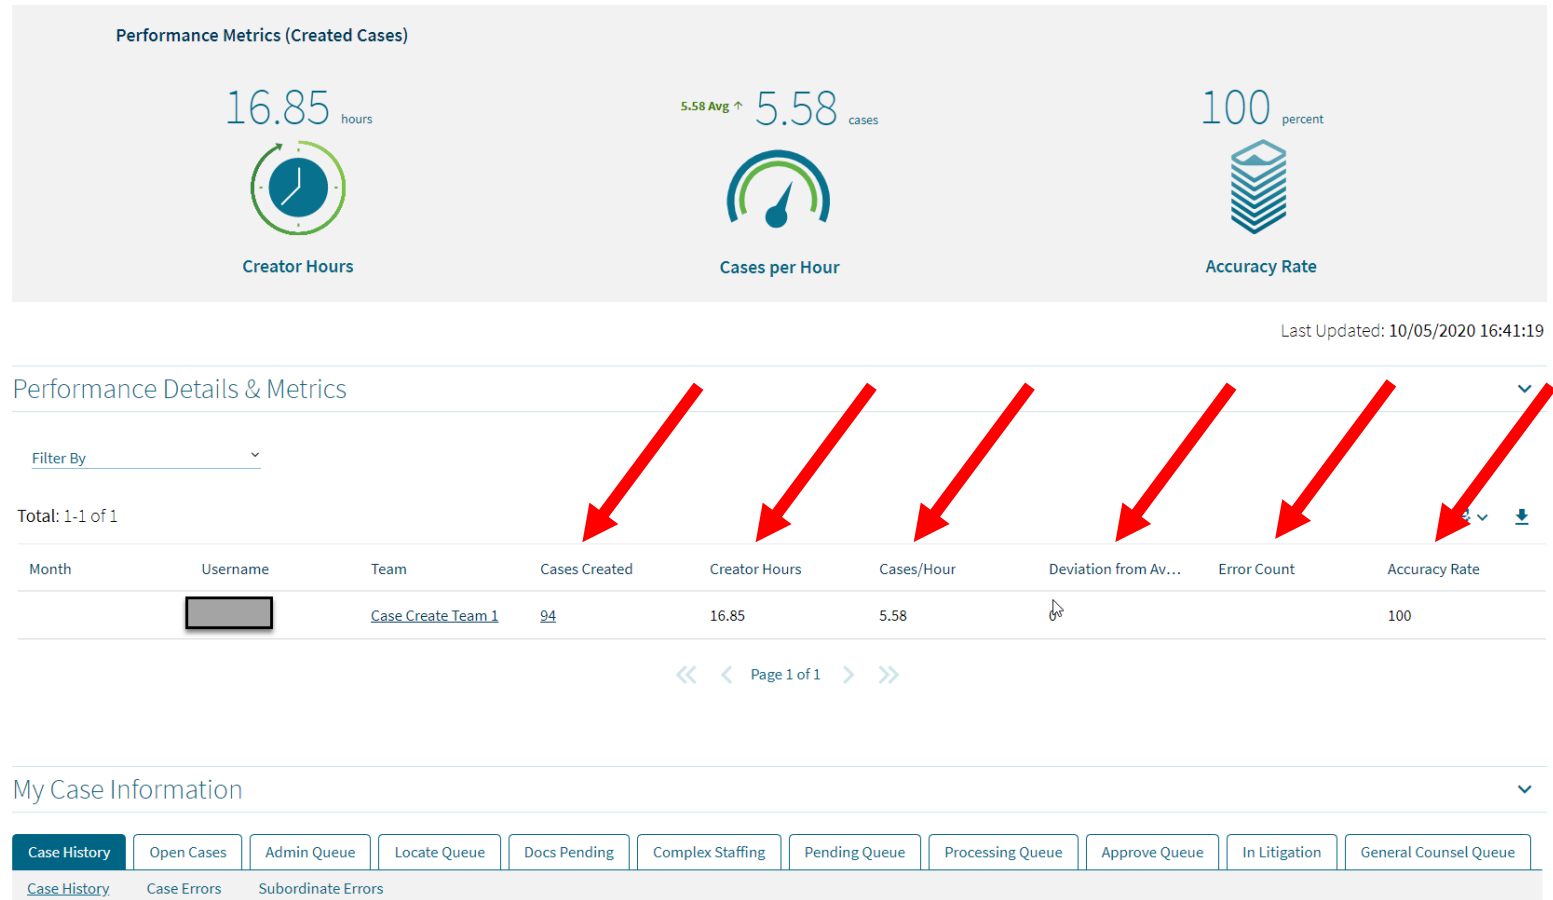 Performance Metrics (Created Cases)
16.85 hours
5.58 Avg ↑ 5.58 cases
100 percent
Creator Hours
Cases per Hour
Accuracy Rate
Last Updated: 10/05/2020 16:41:19
Performance Details & Metrics
Filter By
Total: 1-1 of 1
Month Username Team Cases Created Creator Hours Cases/Hour Deviation from Av... Error Count Accuracy Rate
Case Create Team 1 94 16.85 5.58 0 100
Page 1 of 1
My Case Information
Case History Open Cases Admin Queue Locate Queue Docs Pending Complex Staffing Pending Queue Processing Queue Approve Queue In Litigation General Counsel Queue
Case History Case Errors Subordinate Errors